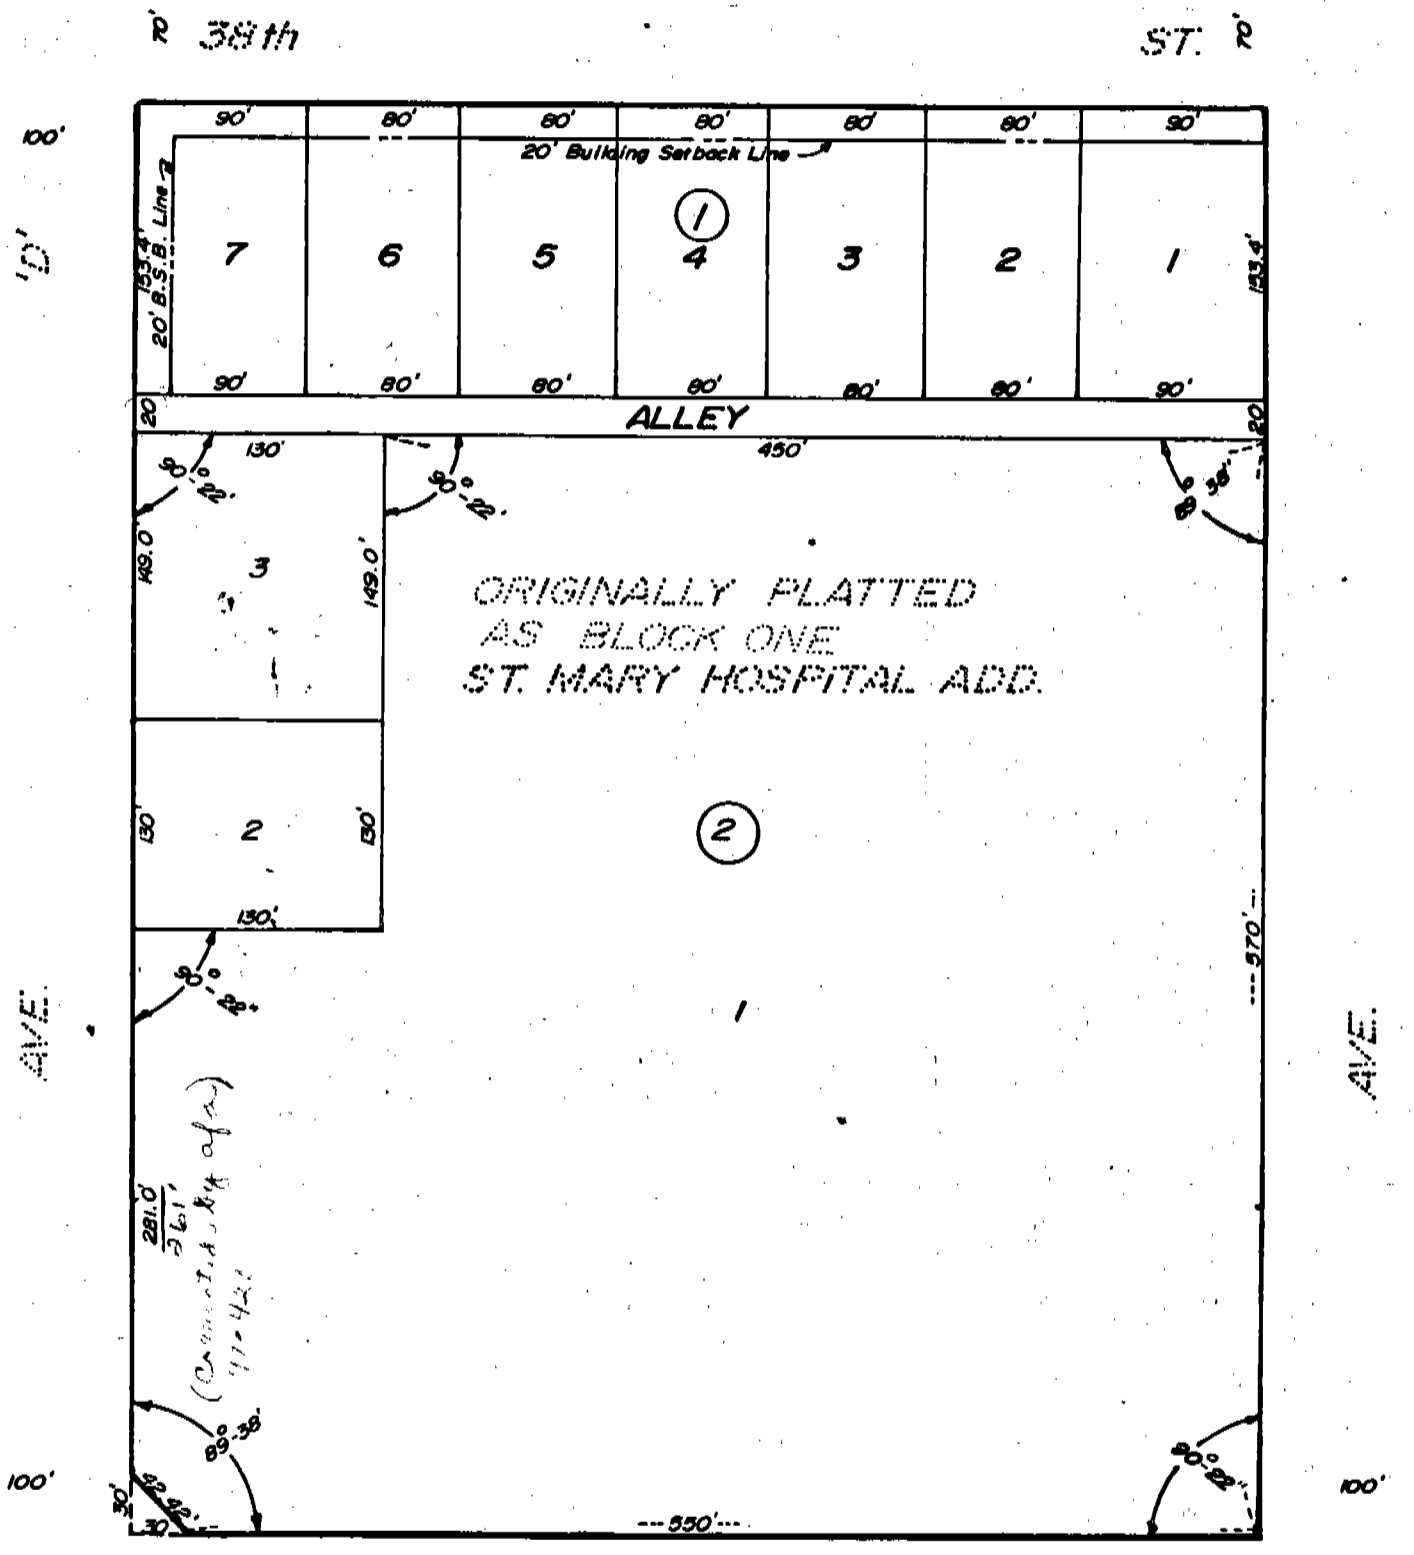 70' 38th ST. 70'
100'
90' 80' 80' 80' 80' 80' 90'
20' Building Setback Line
'D'
153.4'
20' B.S.B. Line
1
7 6 5 4 3 2 1
153.4'
90' 80' 80' 80' 80' 80' 90'
20'
ALLEY
20
130' 450'
90°-22'
90°-22'
89° 38'
149.0'
3
149.0'
ORIGINALLY PLATTED
AS BLOCK ONE
ST. MARY HOSPITAL ADD.
130'
2
130'
2
130'
90°-22'
---570'---
1
AVE.
AVE.
281.0'
261'
89°-38'
90°-22'
100'
30'
42.42'
30'
---550'---
100'